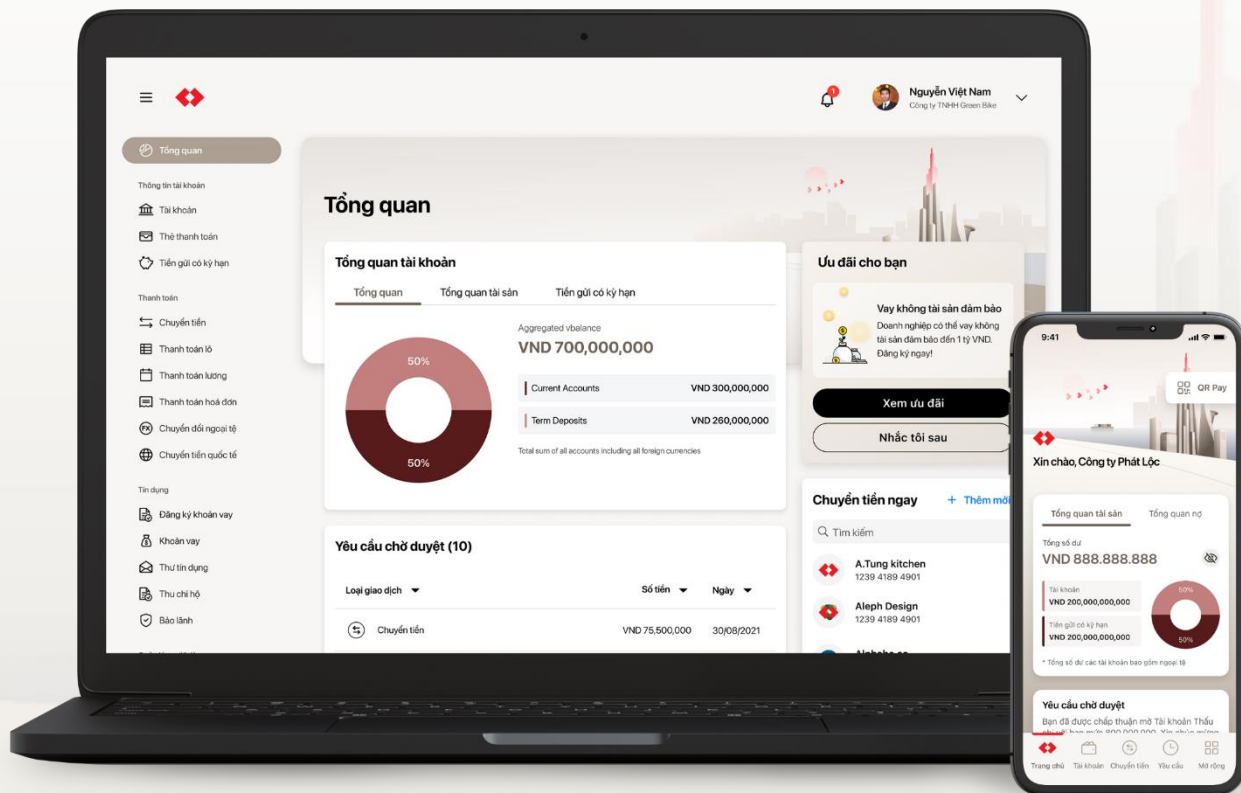 Nguyễn Việt Nam
Công ty TNHH Green Bike
1
Tổng quan
Thông tin tài khoản
Tài khoản
Thẻ thanh toán
Tiền gửi có kỳ hạn
Thanh toán
Chuyển tiền
Thanh toán lô
Thanh toán lương
Thanh toán hoá đơn
FX
Chuyển đổi ngoại tệ
Chuyển tiền quốc tế
Tín dụng
Đăng ký khoản vay
Khoản vay
Thư tín dụng
Thu chi hộ
Bảo lãnh
Tổng quan
Tổng quan tài khoản
Tổng quan
Tổng quan tài sản
Tiền gửi có kỳ hạn
50%
50%
Aggregated vbalance
VND 700,000,000
Current Accounts VND 300,000,000
Term Deposits VND 260,000,000
Total sum of all accounts including all foreign currencies
Yêu cầu chờ duyệt (10)
Loại giao dịch Số tiền Ngày
Chuyển tiền VND 75,500,000 30/08/2021
Ưu đãi cho bạn
Vay không tài sản đảm bảo
Doanh nghiệp có thể vay không
tài sản đảm bảo đến 1 tỷ VND.
Đăng ký ngay!
Xem ưu đãi
Nhắc tôi sau
Chuyển tiền ngay + Thêm mới
Tìm kiếm
A.Tung kitchen
1239 4189 4901
Aleph Design
1239 4189 4901
9:41
QR Pay
Xin chào, Công ty Phát Lộc
Tổng quan tài sản Tổng quan nợ
Tổng số dư
VND 888.888.888
Tài khoản
VND 200,000,000,000
Tiền gửi có kỳ hạn
VND 200,000,000,000
50%
50%
* Tổng số dư các tài khoản bao gồm ngoại tệ
Yêu cầu chờ duyệt
Bạn đã được chấp thuận mở Tài khoản Thấu
Trang chủ Tài khoản Chuyển tiền Yêu cầu Mở rộng